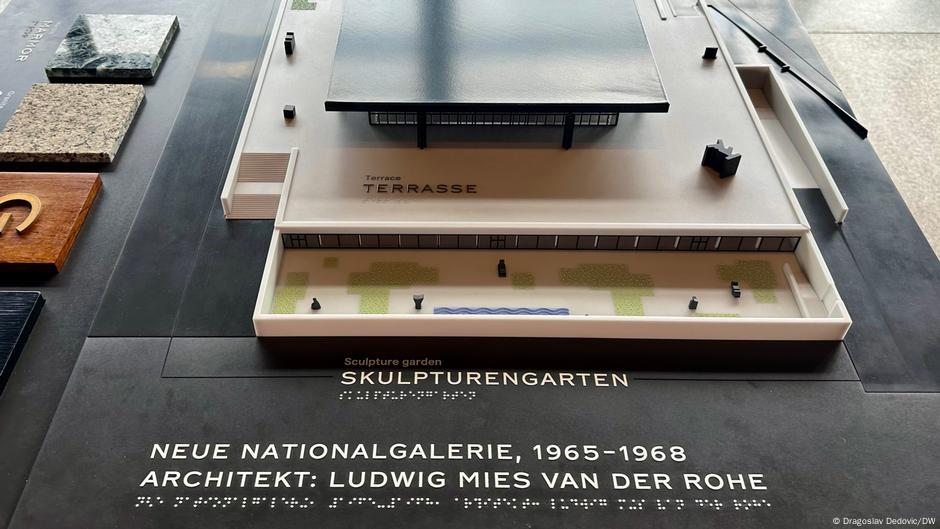 MARMOR
Terrace
TERRASSE
Sculpture garden
SKULPTURENGARTEN
NEUE NATIONALGALERIE, 1965–1968
ARCHITEKT: LUDWIG MIES VAN DER ROHE
© Dragoslav Dedovic/DW